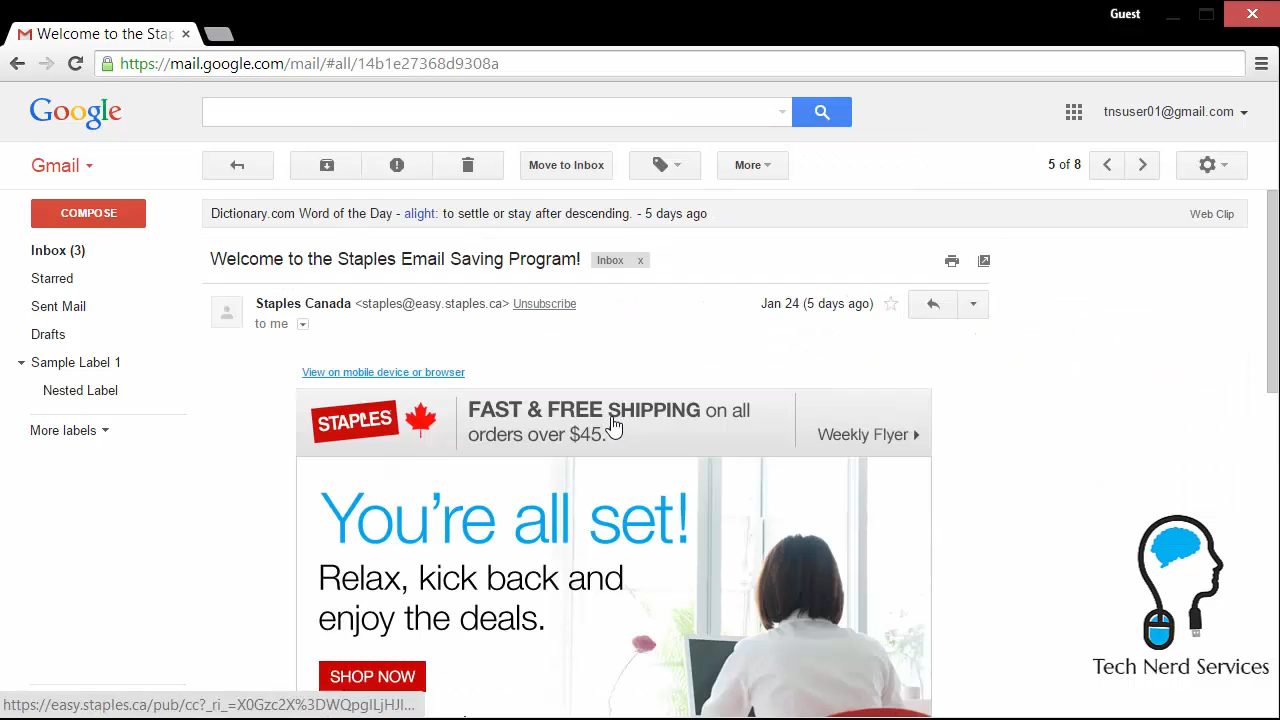 Guest
Welcome to the Stap
https://mail.google.com/mail/#all/14b1e27368d9308a
Google
tnsuser01@gmail.com
Gmail
Move to Inbox
More
5 of 8
COMPOSE
Dictionary.com Word of the Day - alight: to settle or stay after descending. - 5 days ago
Web Clip
Inbox (3)
Starred
Sent Mail
Drafts
Sample Label 1
Nested Label
More labels
Welcome to the Staples Email Saving Program!
Inbox x
Staples Canada <staples@easy.staples.ca> Unsubscribe
Jan 24 (5 days ago)
to me
View on mobile device or browser
STAPLES
FAST & FREE SHIPPING on all
orders over $45.
Weekly Flyer
You're all set!
Relax, kick back and
enjoy the deals.
SHOP NOW
Tech Nerd Services
https://easy.staples.ca/pub/cc?_ri_=X0Gzc2X%3DWQpglLjHJl...